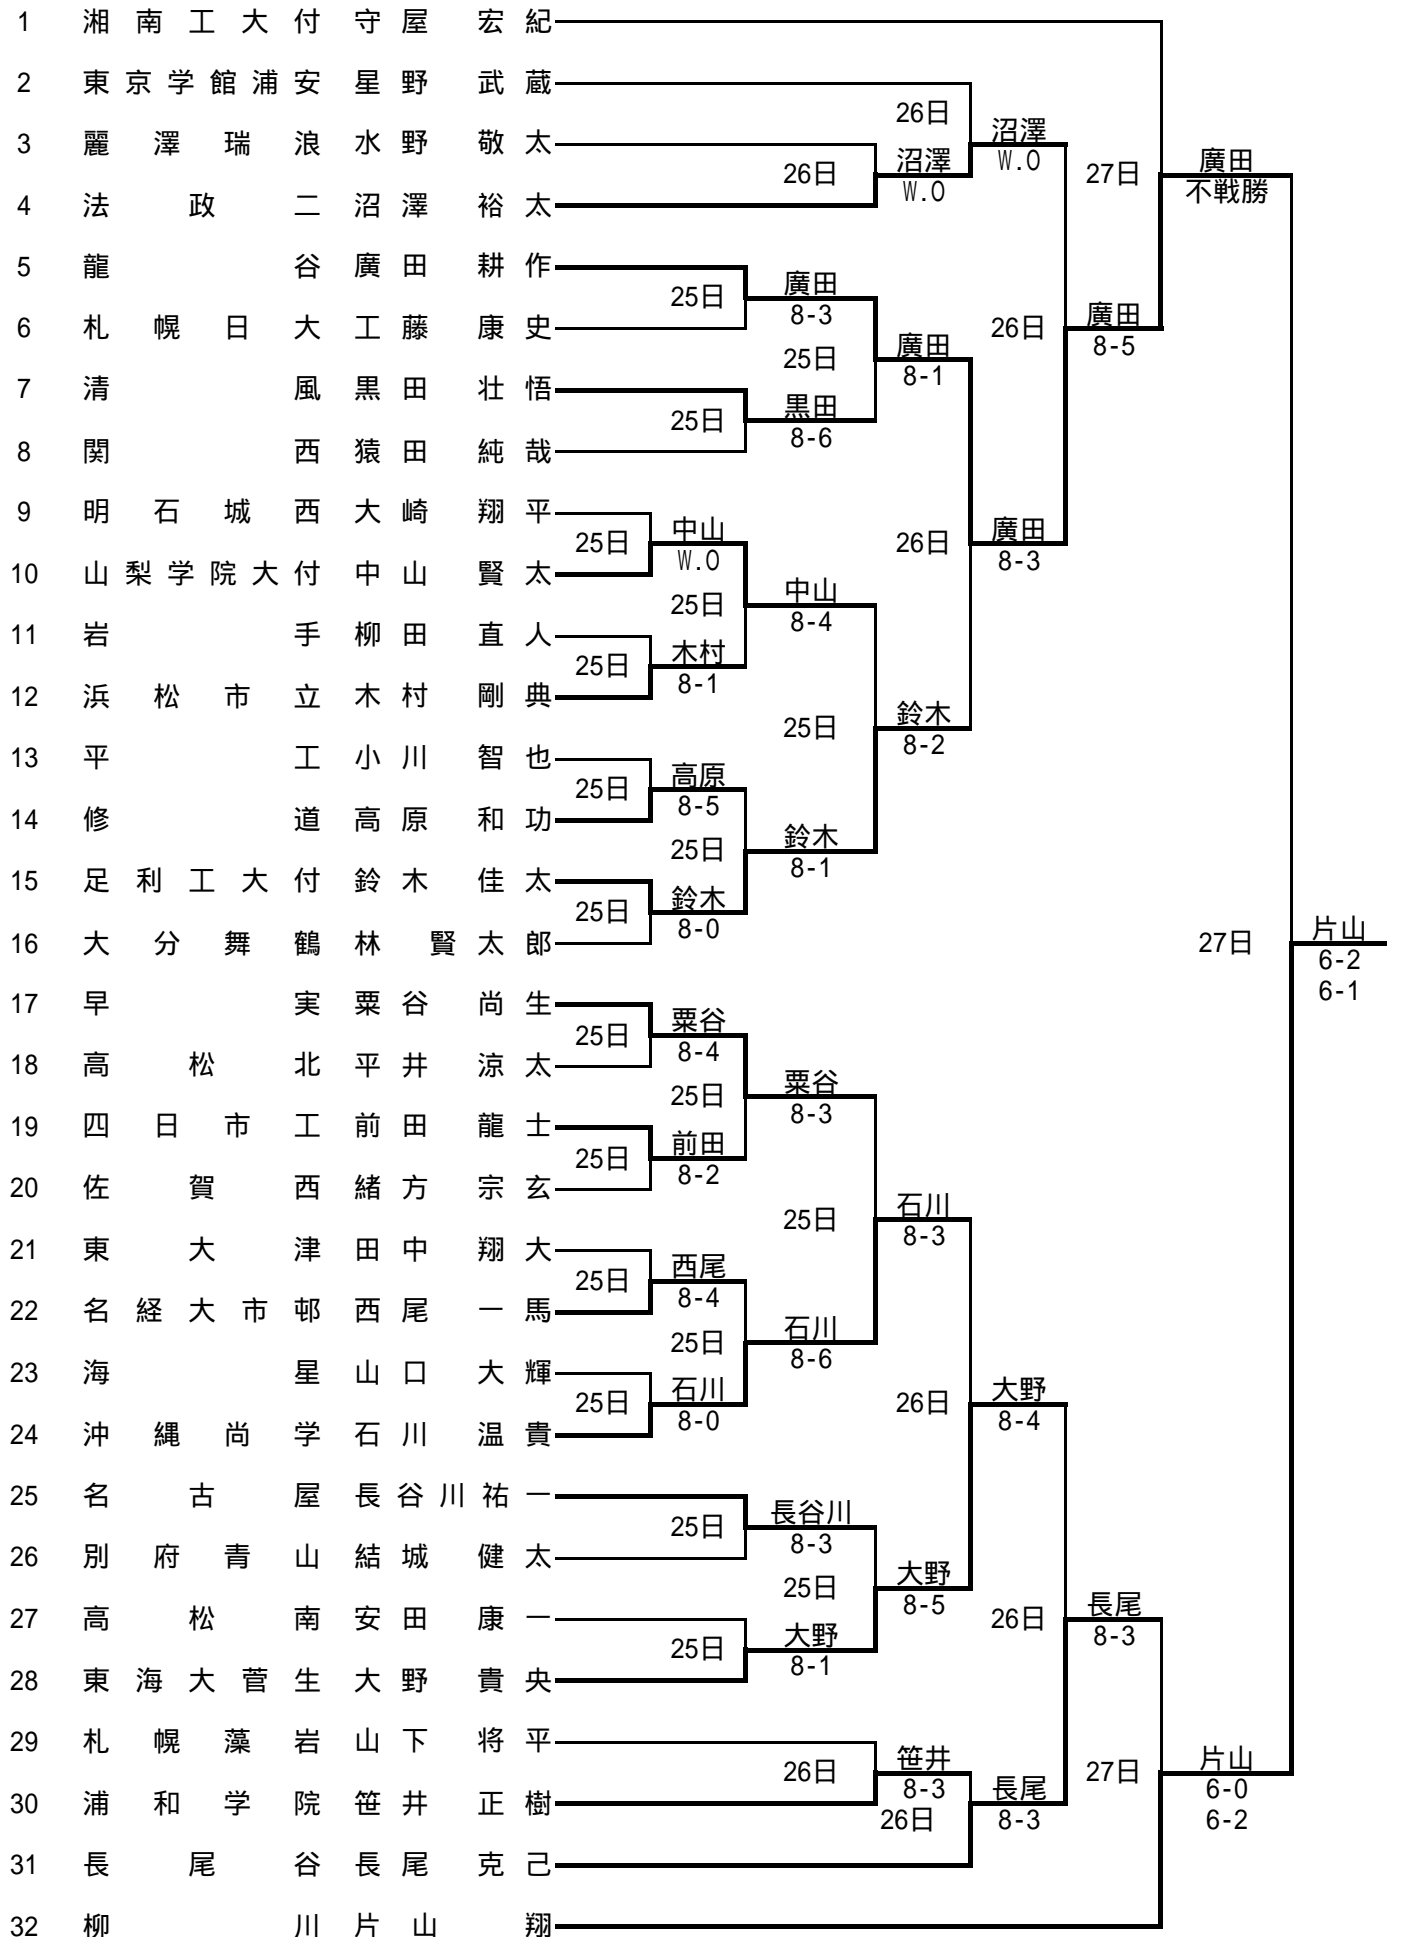 1 湘南工大付 守屋 宏紀
2 東京学館浦安 星野 武蔵
26日 沼澤
3 麗澤瑞浪 水野 敬太
26日 沼澤 W.O 27日 廣田
W.O 不戦勝
4 法政二 沼澤 裕太
5 龍谷 廣田 耕作
25日 廣田
8-3 26日 廣田
6 札幌日大 工藤 康史
25日 廣田 8-5
8-1
7 清風 黒田 壮悟
25日 黒田
8-6
8 関西 猿田 純哉
9 明石城西 大崎 翔平
25日 中山 26日 廣田
W.O 8-3
10 山梨学院大付 中山 賢太
25日 中山
8-4
11 岩手 柳田 直人
25日 木村
8-1
12 浜松市立 木村 剛典
25日 鈴木
8-2
13 平工 小川 智也
25日 高原
8-5
14 修道 高原 和功
25日 鈴木
8-1
15 足利工大付 鈴木 佳太
25日 鈴木
8-0
16 大分舞鶴 林 賢太郎
27日 片山
6-2
6-1
17 早実 粟谷 尚生
25日 粟谷
8-4
18 高松北 平井 涼太
25日 粟谷
8-3
19 四日市工 前田 龍士
25日 前田
8-2
20 佐賀西 緒方 宗玄
25日 石川
8-3
21 東大津 田中 翔大
25日 西尾
8-4
22 名経大市邨 西尾 一馬
25日 石川
8-6
23 海星 山口 大輝
25日 石川 26日 大野
8-0 8-4
24 沖縄尚学 石川 温貴
25 名古屋 長谷川祐一
25日 長谷川
8-3
26 別府青山 結城 健太
25日 大野
8-5
27 高松南 安田 康一
26日 長尾
8-3
25日 大野
8-1
28 東海大菅生 大野 貴央
29 札幌藻岩 山下 将平
26日 笹井 27日 片山
8-3 6-0
30 浦和学院 笹井 正樹
26日 長尾
8-3 6-2
31 長尾谷 長尾 克己
32 柳川 片山 翔